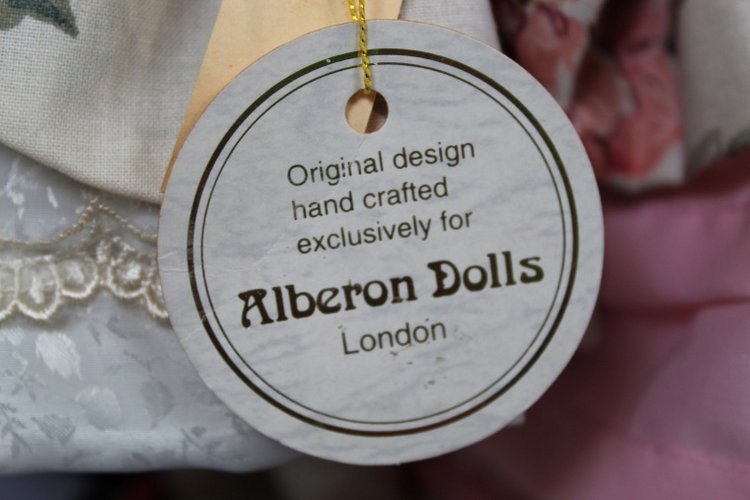 Original design
hand crafted
exclusively for
Alberon Dolls
London